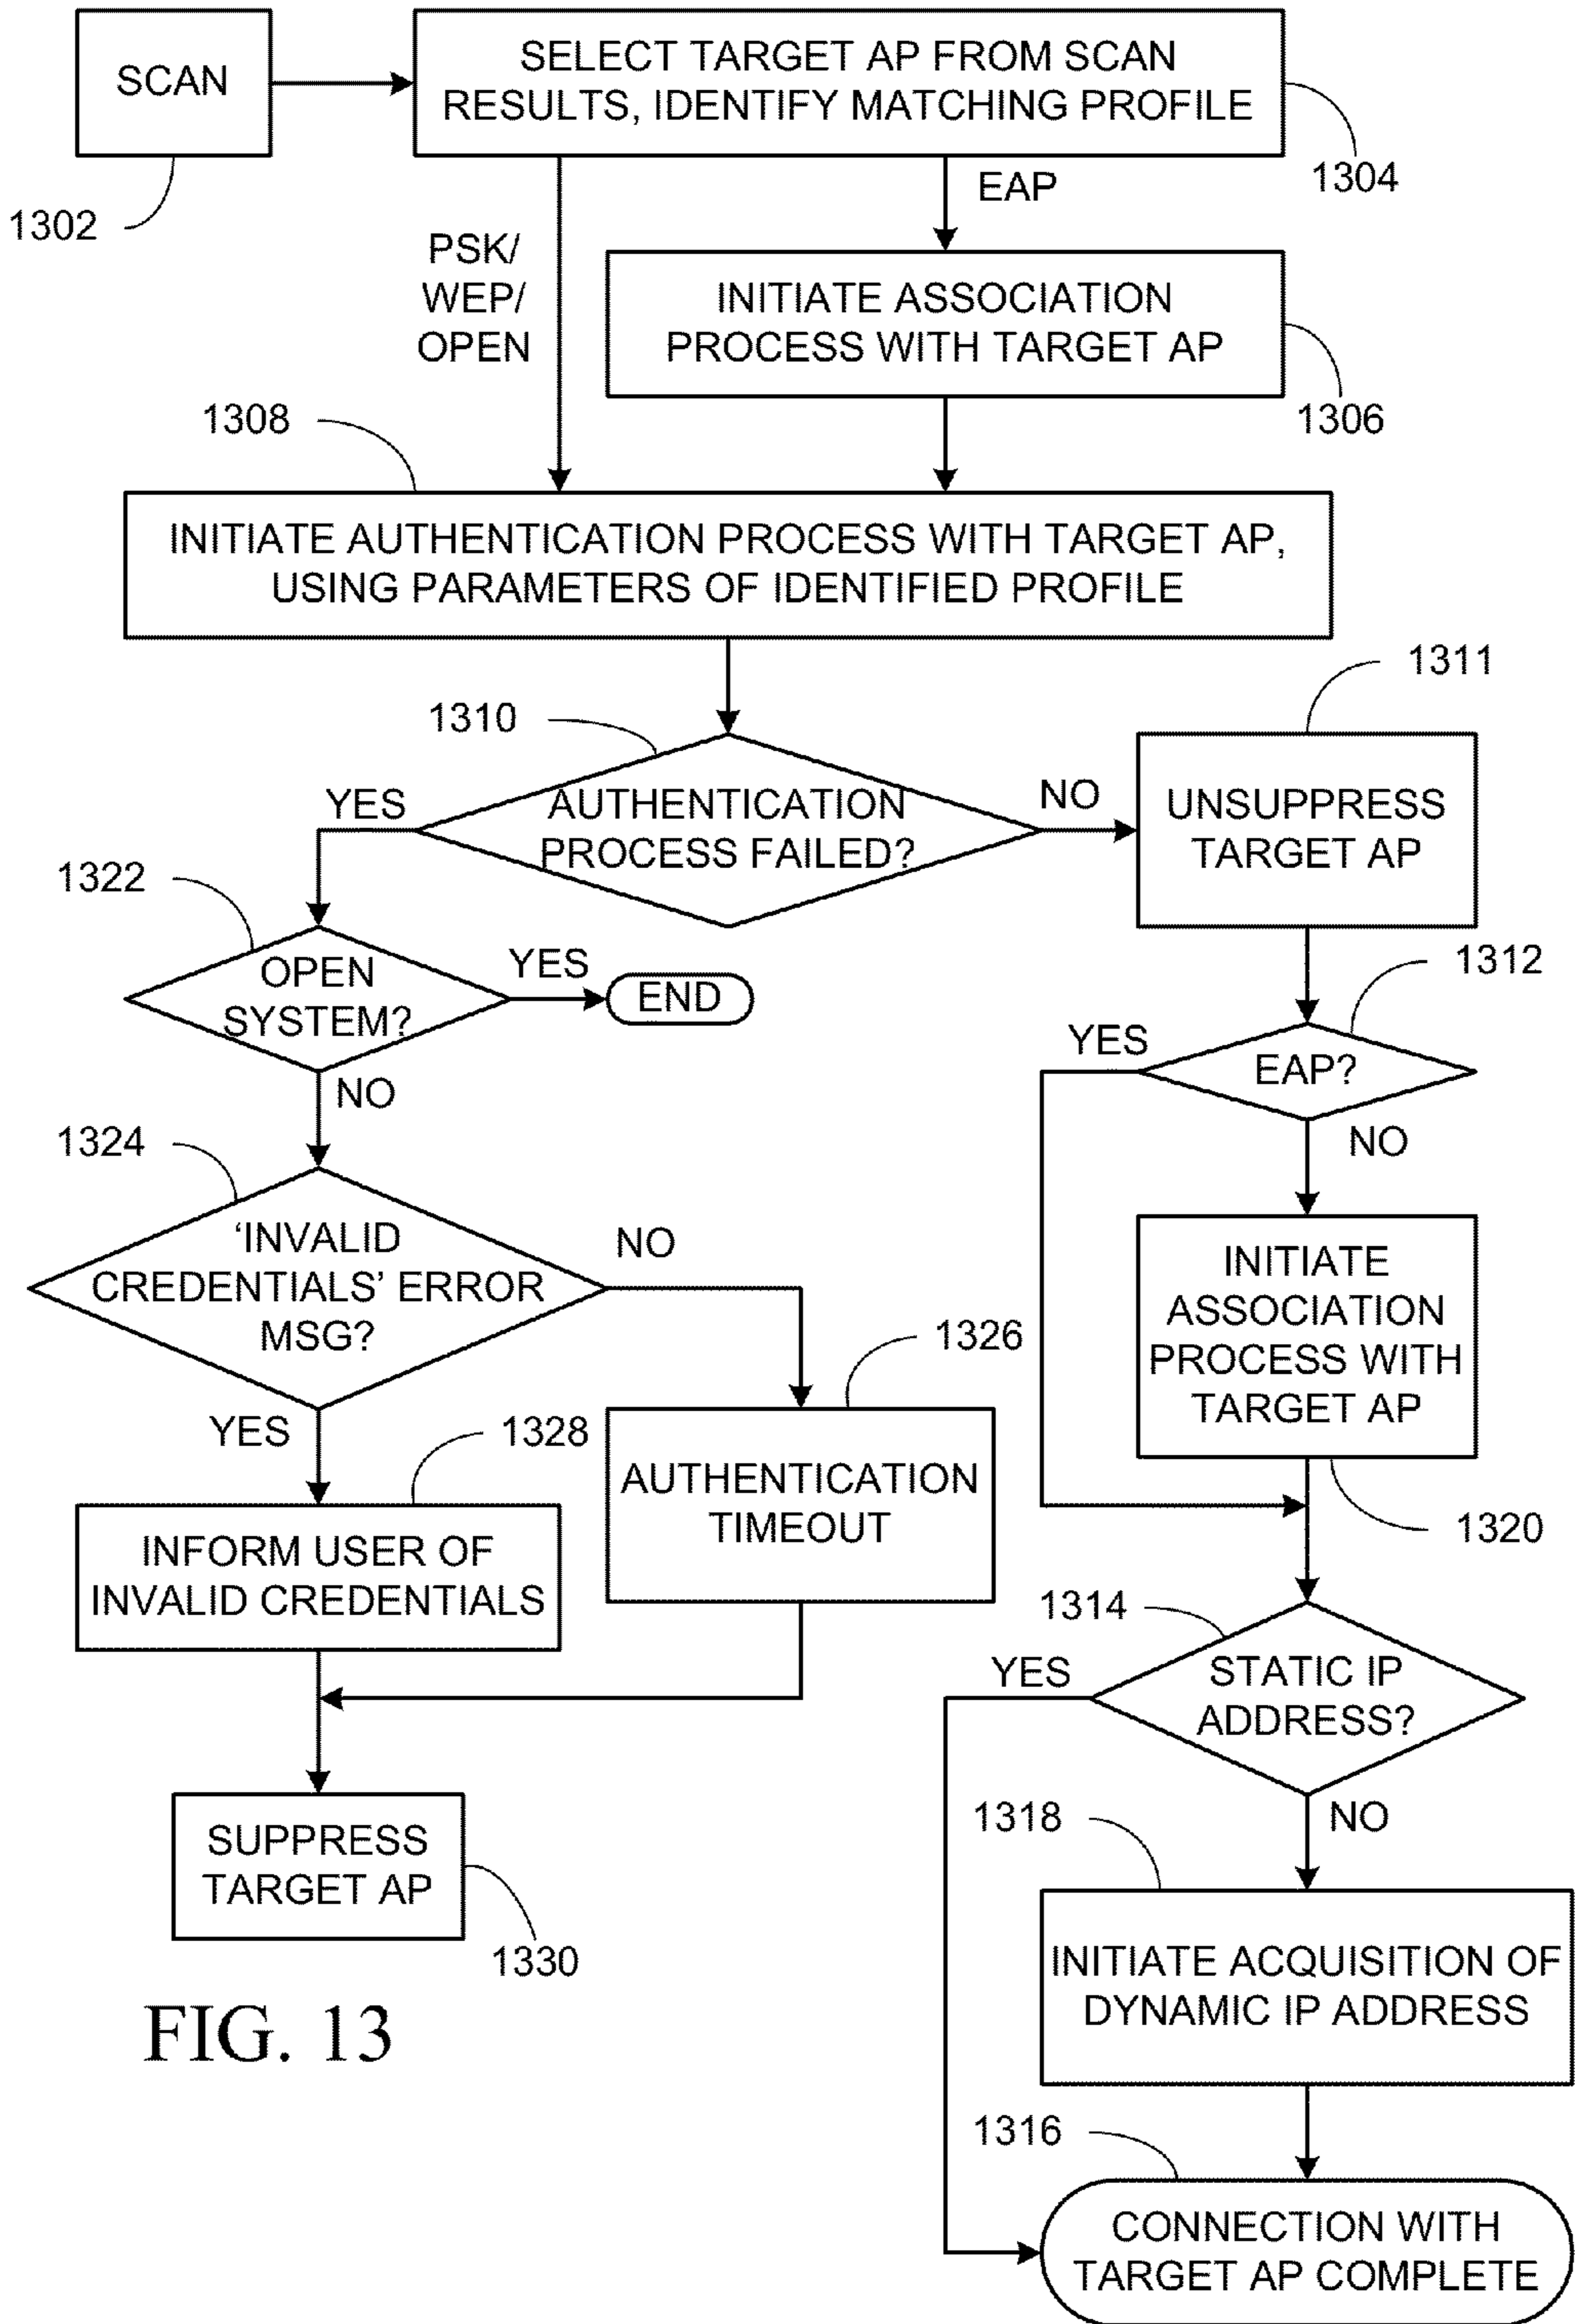 SCAN
SELECT TARGET AP FROM SCAN
RESULTS, IDENTIFY MATCHING PROFILE
1302
1304
EAP
PSK/
WEP/
OPEN
INITIATE ASSOCIATION
PROCESS WITH TARGET AP
1306
1308
INITIATE AUTHENTICATION PROCESS WITH TARGET AP,
USING PARAMETERS OF IDENTIFIED PROFILE
1310
1311
YES
AUTHENTICATION
PROCESS FAILED?
NO
UNSUPPRESS
TARGET AP
1322
OPEN
SYSTEM?
YES
END
NO
1312
YES
EAP?
NO
1324
'INVALID
CREDENTIALS' ERROR
MSG?
NO
YES
1326
AUTHENTICATION
TIMEOUT
1328
INFORM USER OF
INVALID CREDENTIALS
INITIATE
ASSOCIATION
PROCESS WITH
TARGET AP
1320
1314
YES
STATIC IP
ADDRESS?
NO
SUPPRESS
TARGET AP
1330
1318
INITIATE ACQUISITION OF
DYNAMIC IP ADDRESS
1316
CONNECTION WITH
TARGET AP COMPLETE
FIG. 13